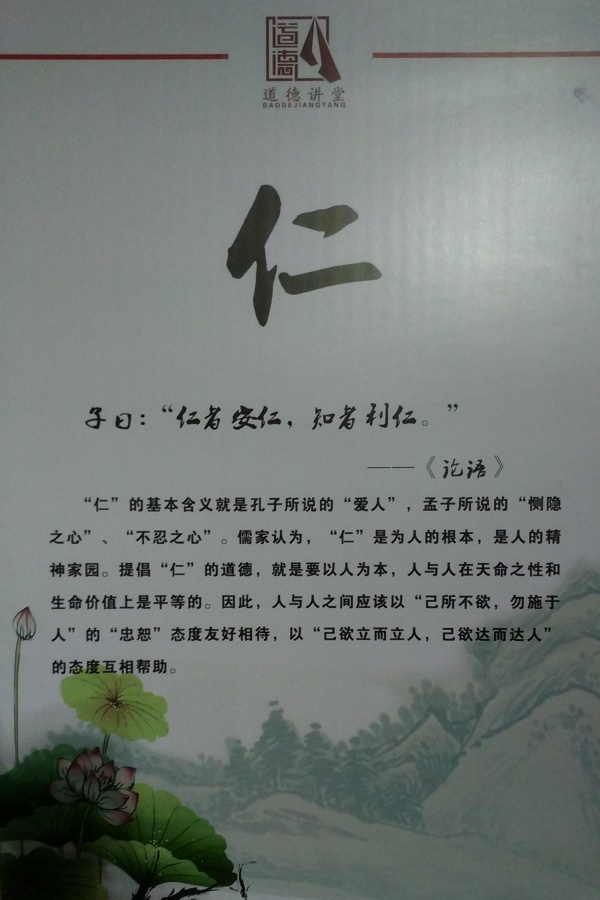 道德
道德讲堂
DAODEJIANGTANG
仁
子曰：“仁者安仁，知者利仁。”
——《论语》
“仁”的基本含义就是孔子所说的“爱人”，孟子所说的“恻隐
之心”、“不忍之心”。儒家认为，“仁”是为人的根本，是人的精
神家园。提倡“仁”的道德，就是要以人为本，人与人在天命之性和
生命价值上是平等的。因此，人与人之间应该以“己所不欲，勿施于
人”的“忠恕”态度友好相待，以“己欲立而立人，己欲达而达人”
的态度互相帮助。